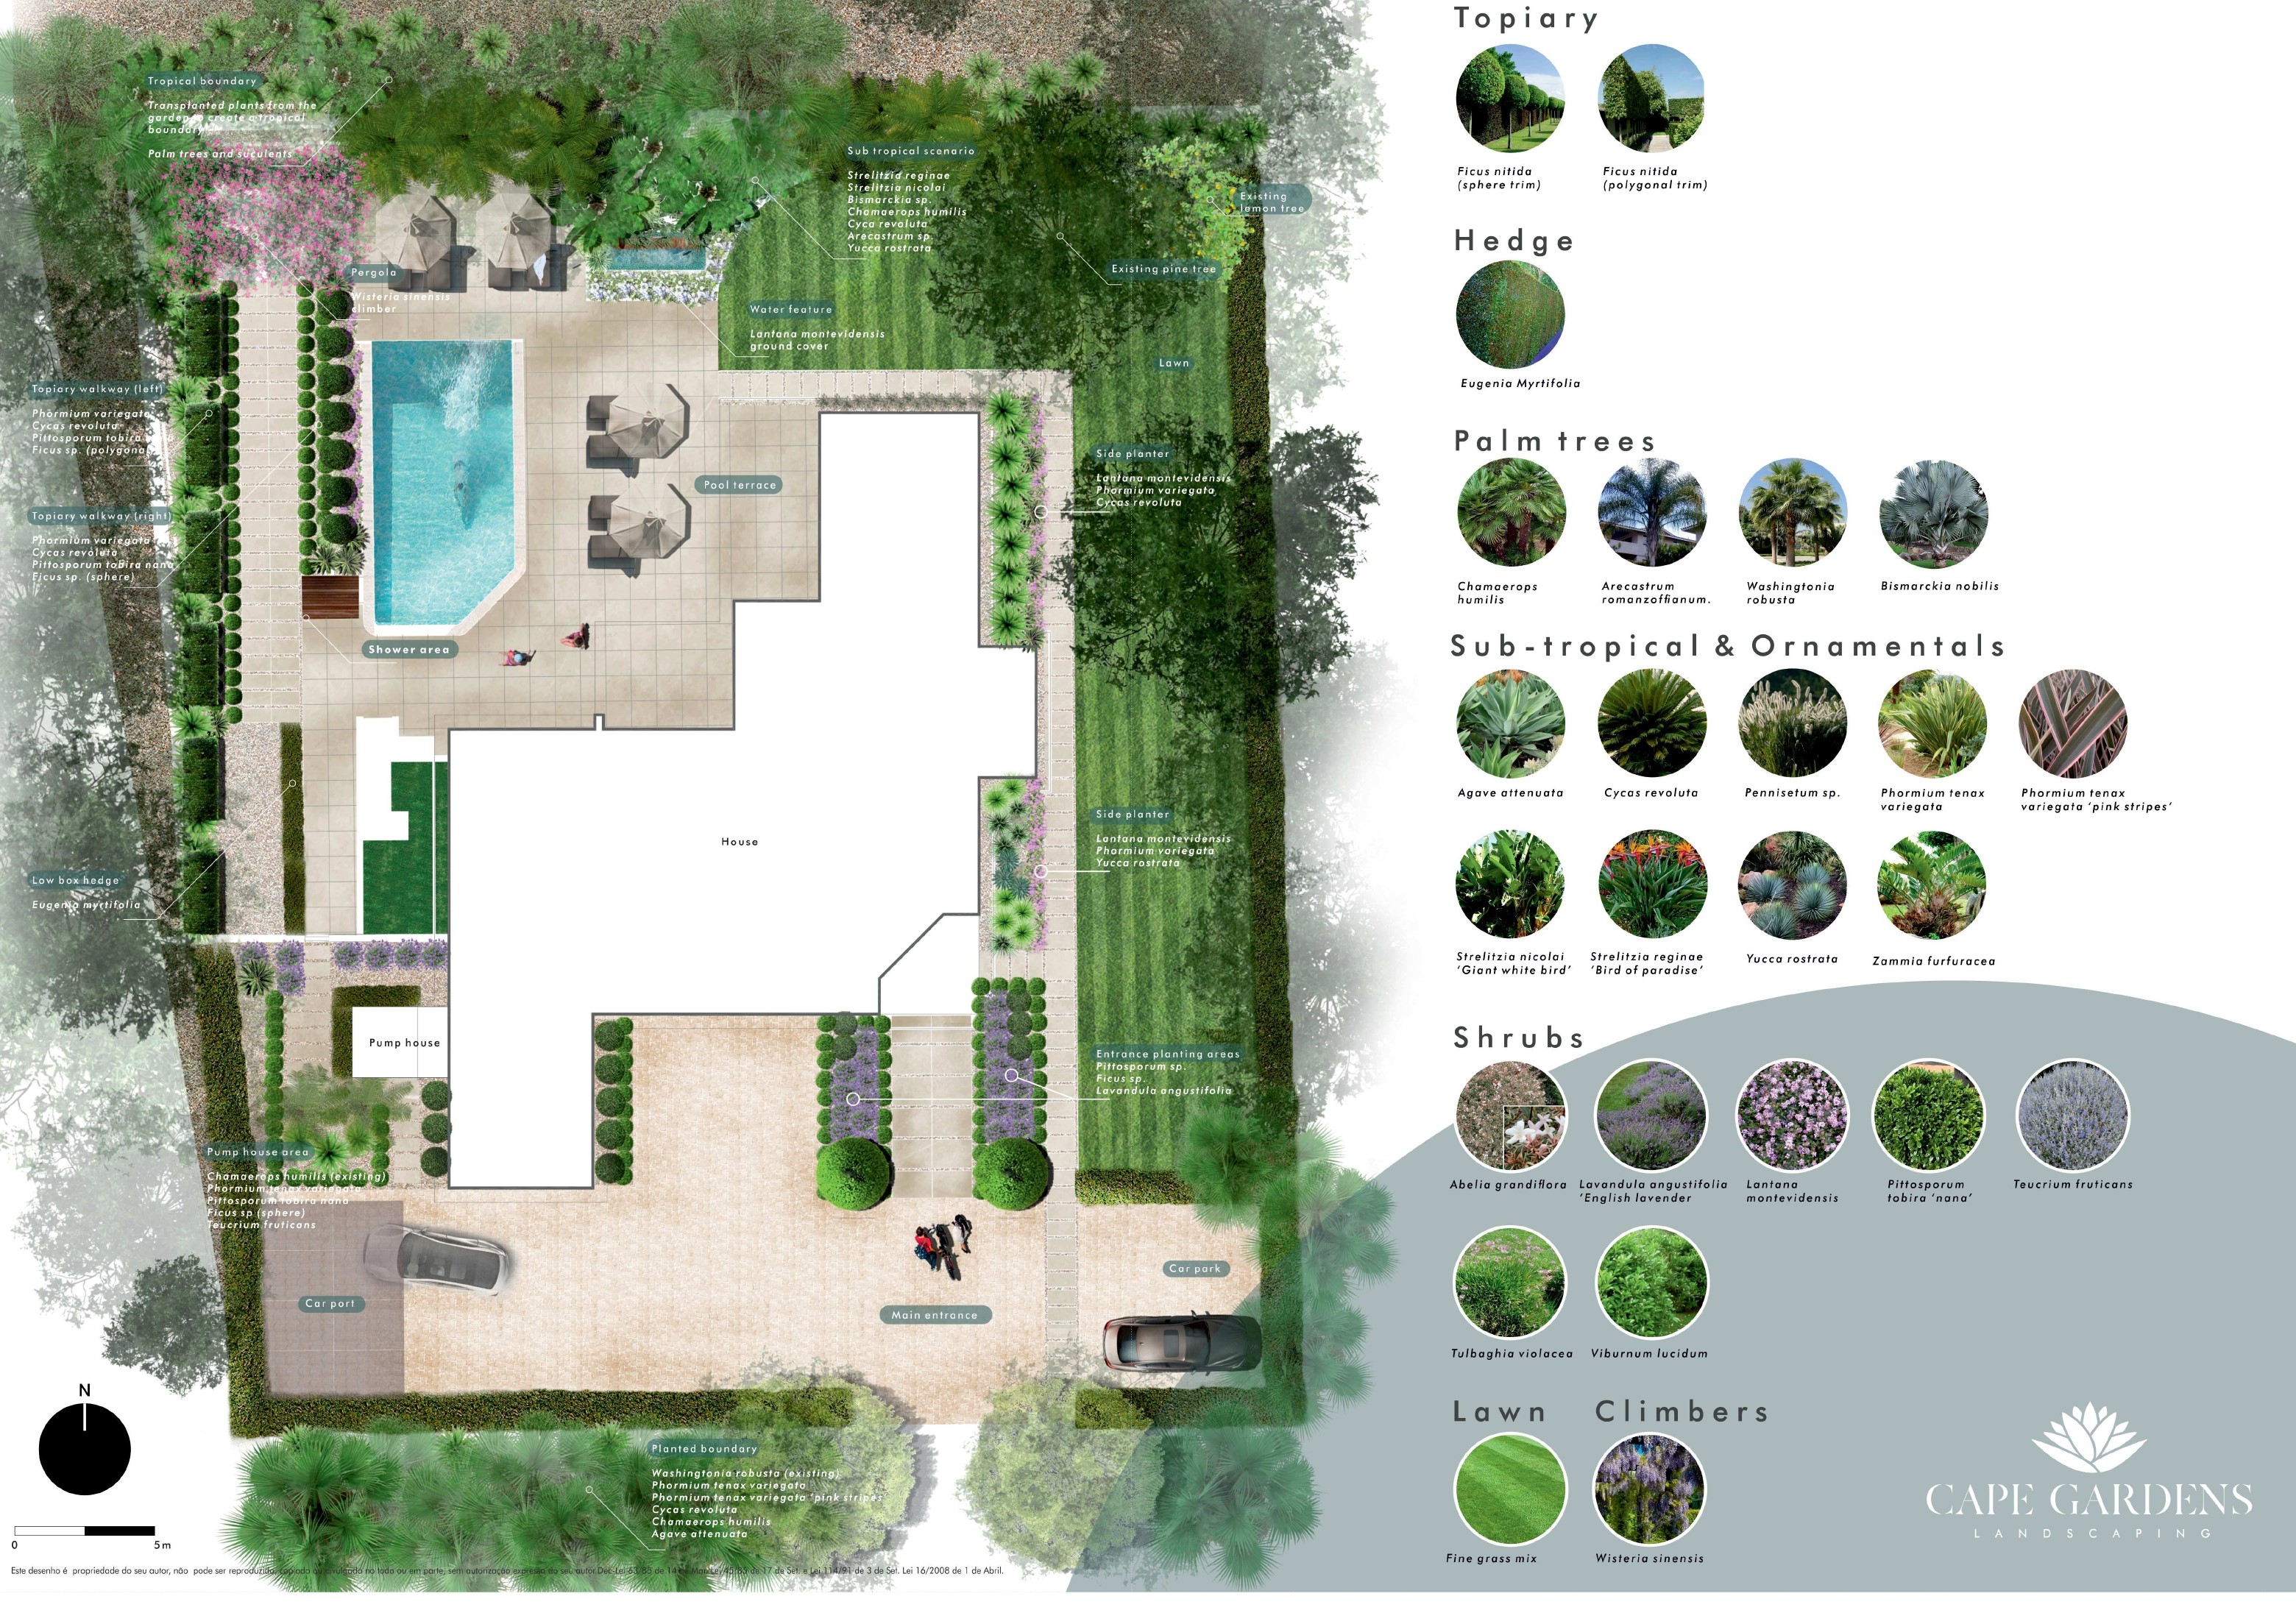 Tropical boundary
Transplanted plants from the
garden to create a tropical
boundary
Palm trees and suculents
Sub tropical scenario
Strelitzia reginae
Strelitzia nicolai
Bismarckia sp.
Chamaerops humilis
Cyca revoluta
Arecastrum sp.
Yucca rostrata
Existing
lemon tree
Existing pine tree
Pergola
Wisteria sinensis
climber
Water feature
Lantana montevidensis
ground cover
Lawn
Topiary walkway (left)
Phormium variegata
Cycas revoluta
Pittosporum tobira
Ficus sp. (polygonal
Side planter
Lantana montevidensis
Phormium variegata
Cycas revoluta
Pool terrace
Topiary walkway (right)
Phormium variegata
Cycas revoluta
Pittosporum tobira nana
Ficus sp. (sphere)
Shower area
House
Side planter
Lantana montevidensis
Phormium variegata
Yucca rostrata
Low box hedge
Eugenia myrtifolia
Pump house
Entrance planting areas
Pittosporum sp.
Ficus sp.
Lavandula angustifolia
Pump house area
Chamaerops humilis (existing)
Phormium tenax variegata
Pittosporum tobira nana
Ficus sp (sphere)
Teucrium fruticans
Car park
Car port
Main entrance
Planted boundary
Washingtonia robusta (existing)
Phormium tenax variegata
Phormium tenax variegata 'pink stripes'
Cycas revoluta
Chamaerops humilis
Agave attenuata
N
0 5 m
Este desenho é propriedade do seu autor, não pode ser reproduzido, copiado ou divulgado no todo ou em parte, sem autorização expressa do seu autor. 17 de Set. e Lei 114/91 de 3 de Set. Lei 16/2008 de 1 de Abril.
Topiary
Ficus nitida
(sphere trim)
Ficus nitida
(polygonal trim)
Hedge
Eugenia Myrtifolia
Palm trees
Chamaerops
humilis
Arecastrum
romanzoffianum.
Washingtonia
robusta
Bismarckia nobilis
Sub-tropical & Ornamentals
Agave attenuata
Cycas revoluta
Pennisetum sp.
Phormium tenax
variegata
Phormium tenax
variegata 'pink stripes'
Strelitzia nicolai
'Giant white bird'
Strelitzia reginae
'Bird of paradise'
Yucca rostrata
Zammia furfuracea
Shrubs
Abelia grandiflora
Lavandula angustifolia
'English lavender
Lantana
montevidensis
Pittosporum
tobira 'nana'
Teucrium fruticans
Tulbaghia violacea
Viburnum lucidum
Lawn
Fine grass mix
Climbers
Wisteria sinensis
CAPE GARDENS
LANDSCAPING